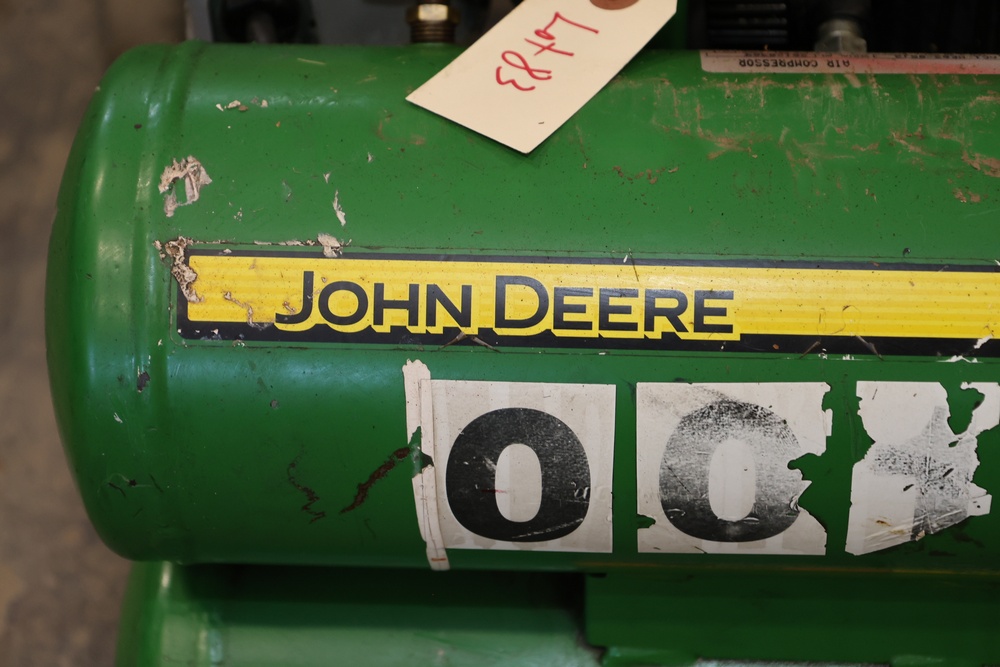 Lot 83
AIR COMPRESSOR
JOHN DEERE
00